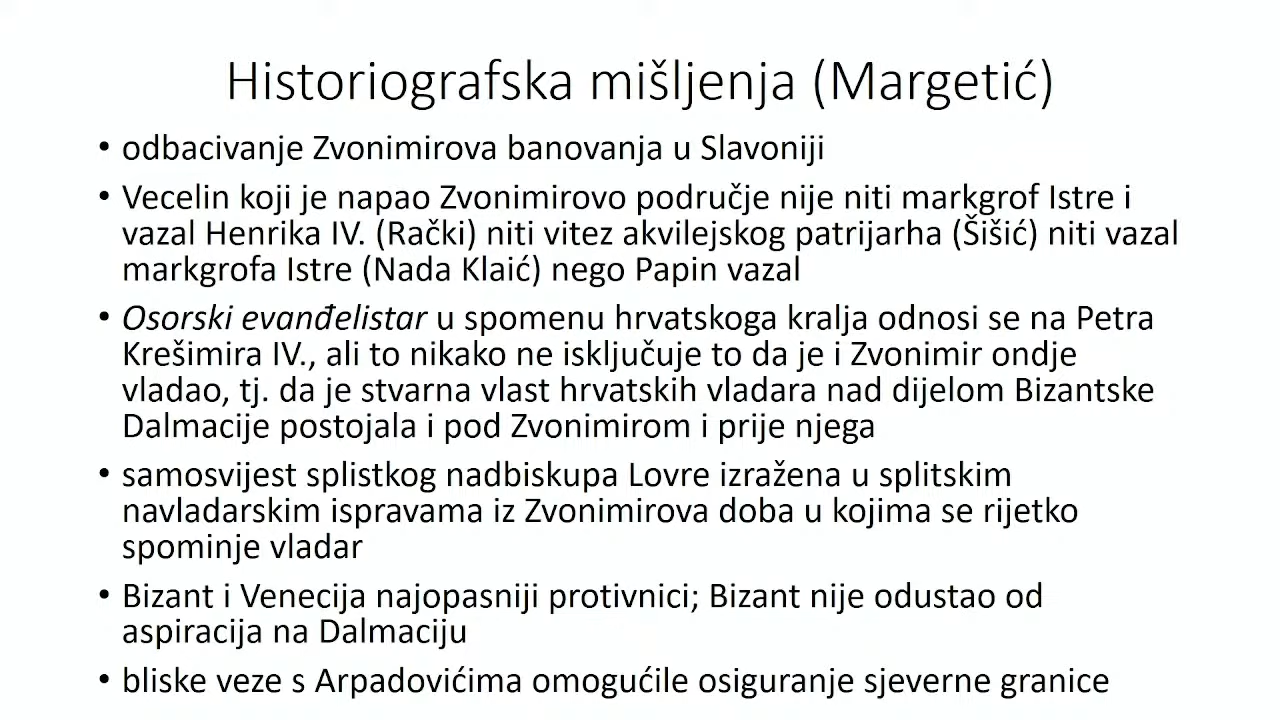 Historiografska mišljenja (Margetić)
• odbacivanje Zvonimirova banovanja u Slavoniji
• Vecelin koji je napao Zvonimirovo područje nije niti markgrof Istre i
vazal Henrika IV. (Rački) niti vitez akvilejskog patrijarha (Šišić) niti vazal
markgrofa Istre (Nada Klaić) nego Papin vazal
• Osorski evanđelistar u spomenu hrvatskoga kralja odnosi se na Petra
Krešimira IV., ali to nikako ne isključuje to da je i Zvonimir ondje
vladao, tj. da je stvarna vlast hrvatskih vladara nad dijelom Bizantske
Dalmacije postojala i pod Zvonimirom i prije njega
• samosvijest splistkog nadbiskupa Lovre izražena u splitskim
navladarskim ispravama iz Zvonimirova doba u kojima se rijetko
spominje vladar
• Bizant i Venecija najopasniji protivnici; Bizant nije odustao od
aspiracija na Dalmaciju
• bliske veze s Arpadovićima omogućile osiguranje sjeverne granice